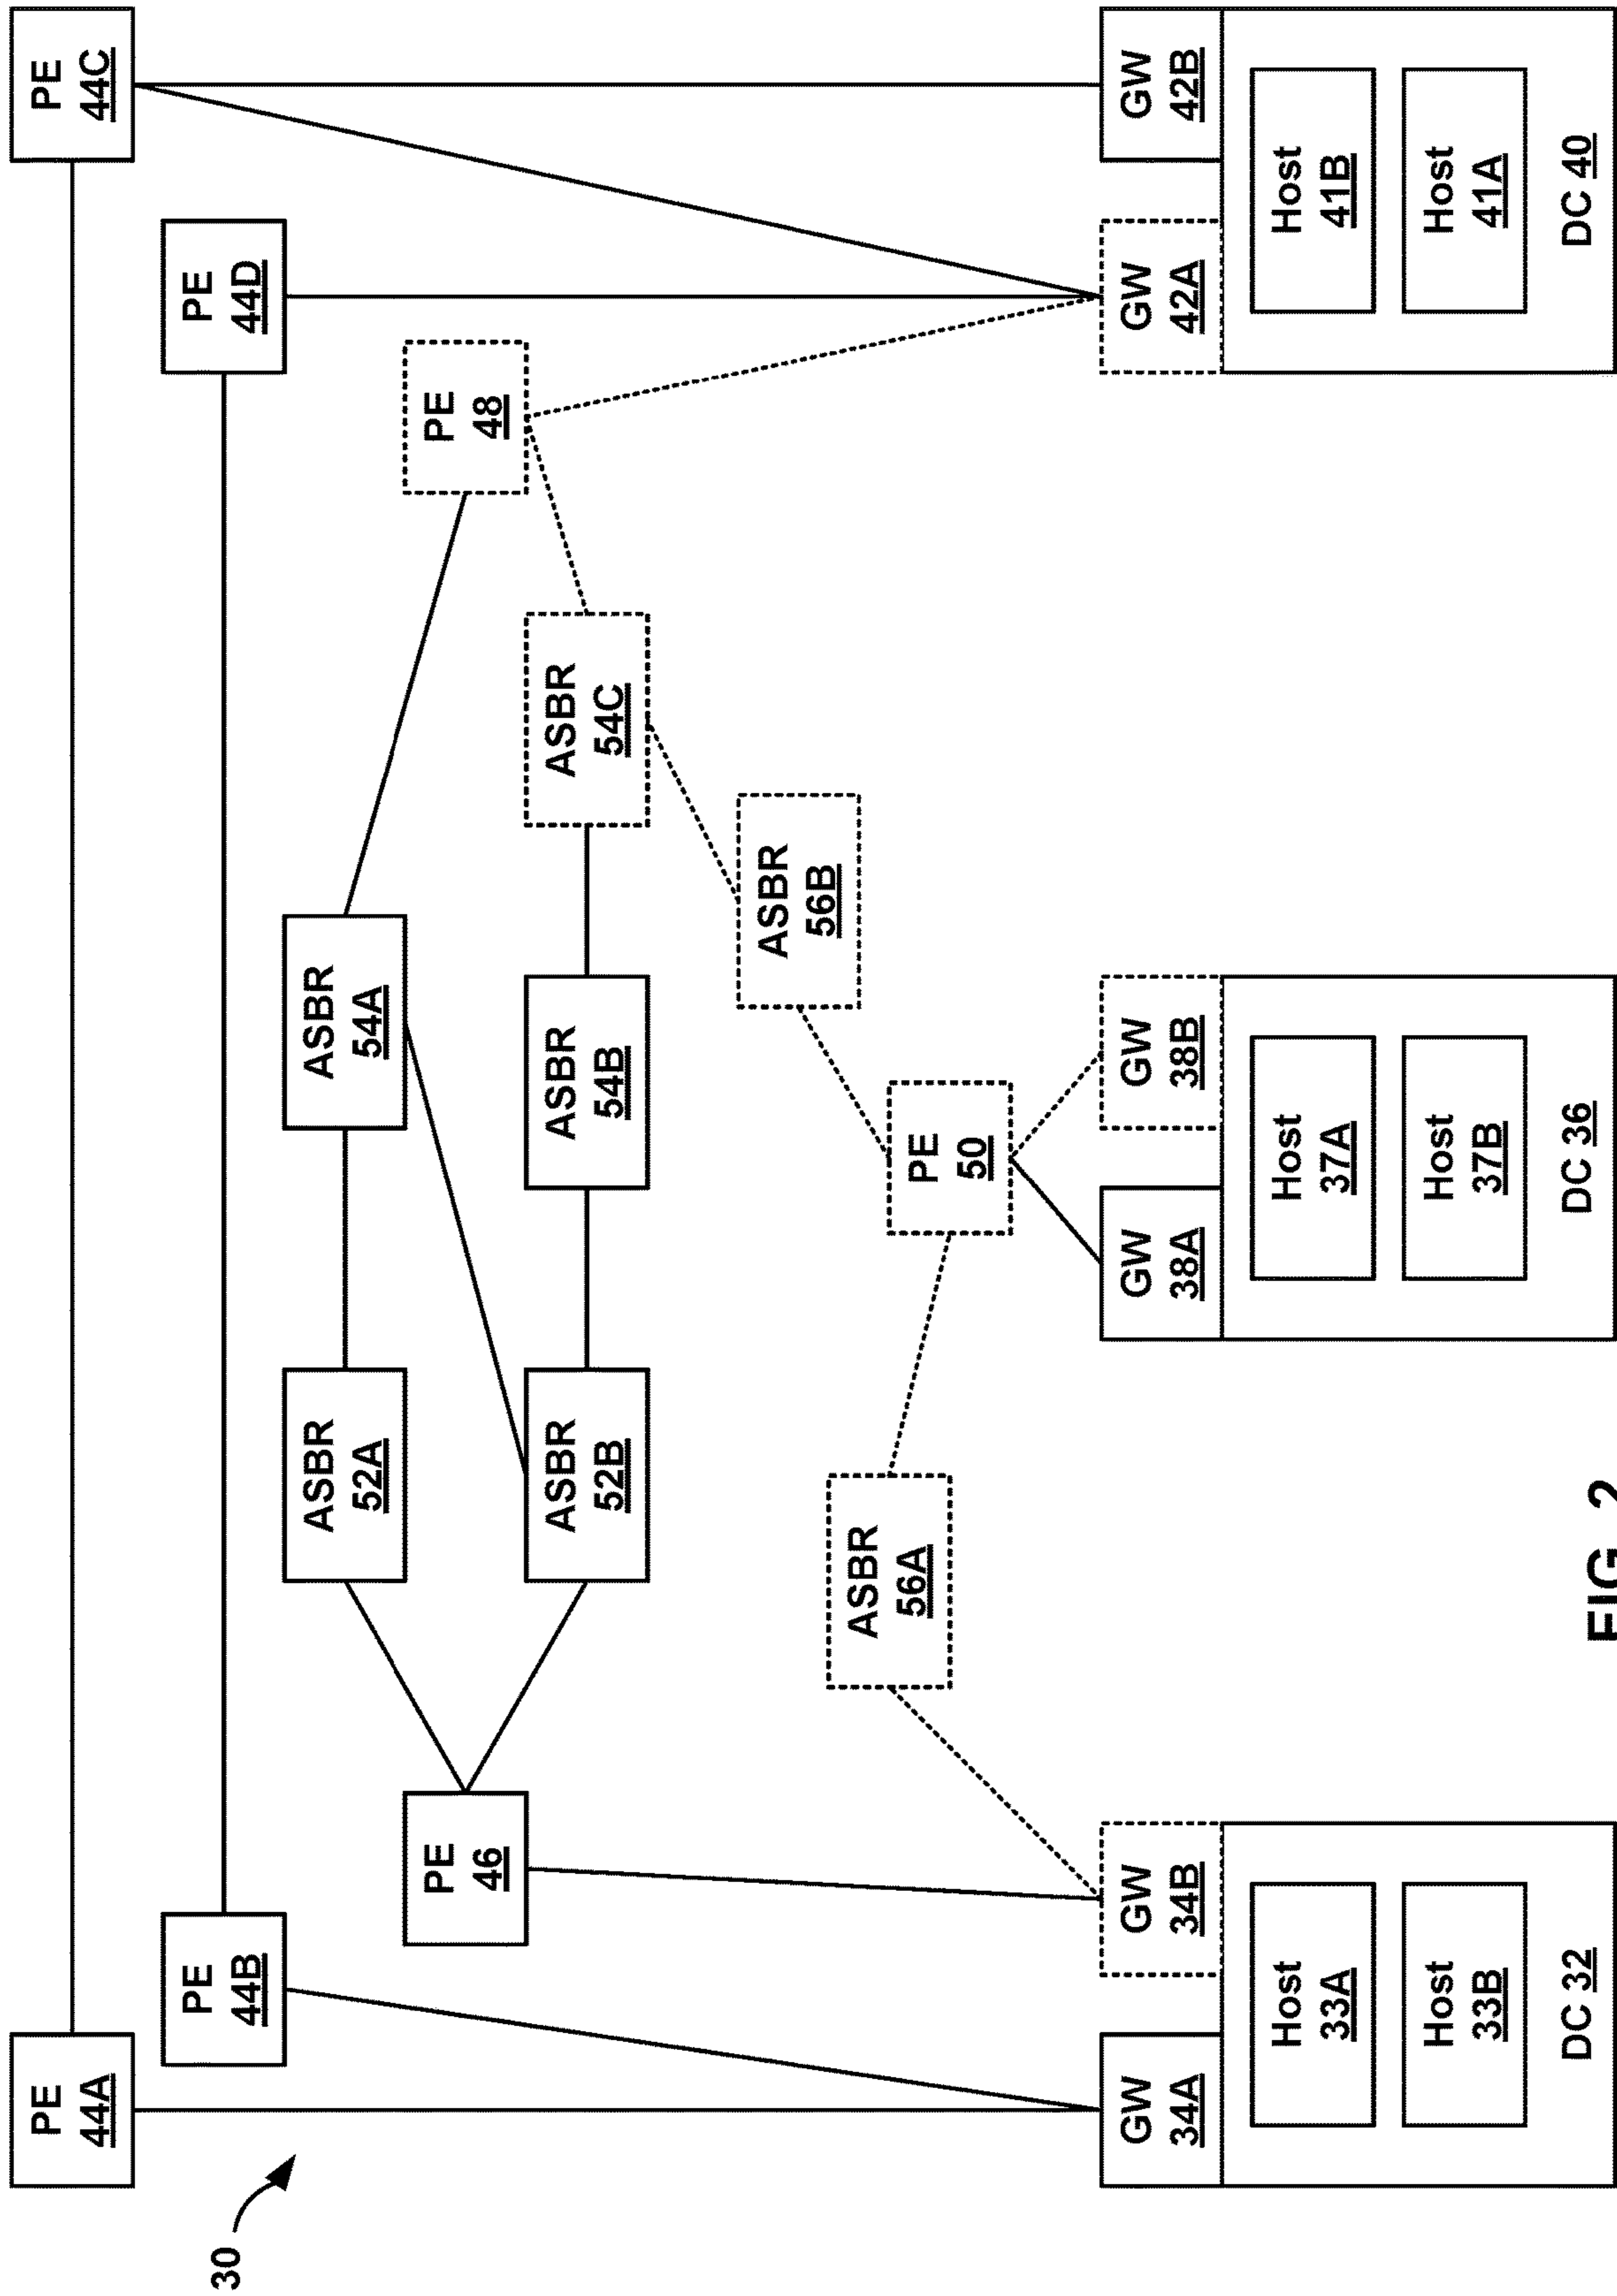 30
PE
44A
PE
44C
PE
44B
PE
44D
ASBR
52A
ASBR
54A
PE
46
PE
48
ASBR
52B
ASBR
54B
ASBR
54C
ASBR
56B
ASBR
56A
PE
50
GW
34A
GW
34B
GW
38A
GW
38B
GW
42A
GW
42B
Host
33A
Host
33B
DC 32
Host
37A
Host
37B
DC 36
Host
41B
Host
41A
DC 40
FIG. 2